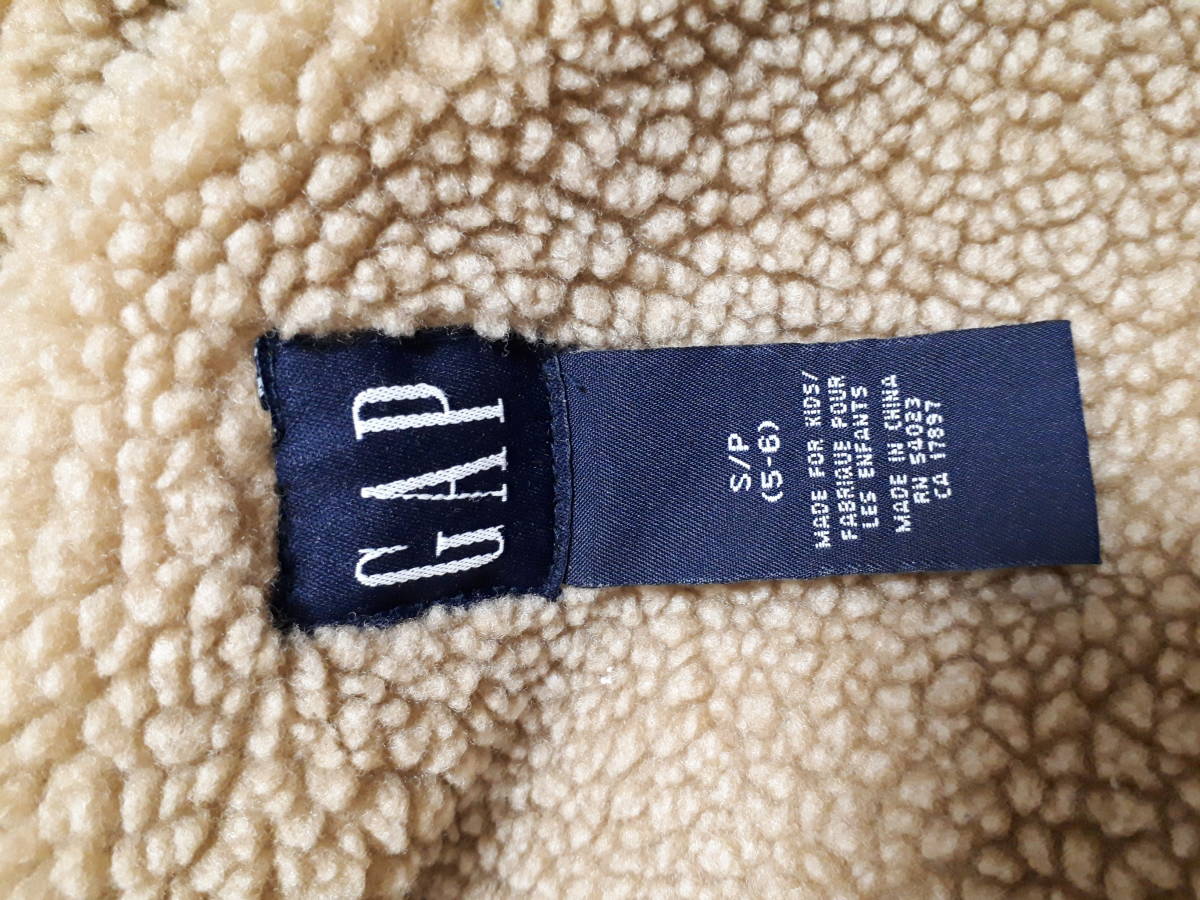 GAP
S/P
(5-6)
MADE FOR KIDS/
FABRIQUE POUR
LES ENFANTS
MADE IN CHINA
RN 54023
CA 17897